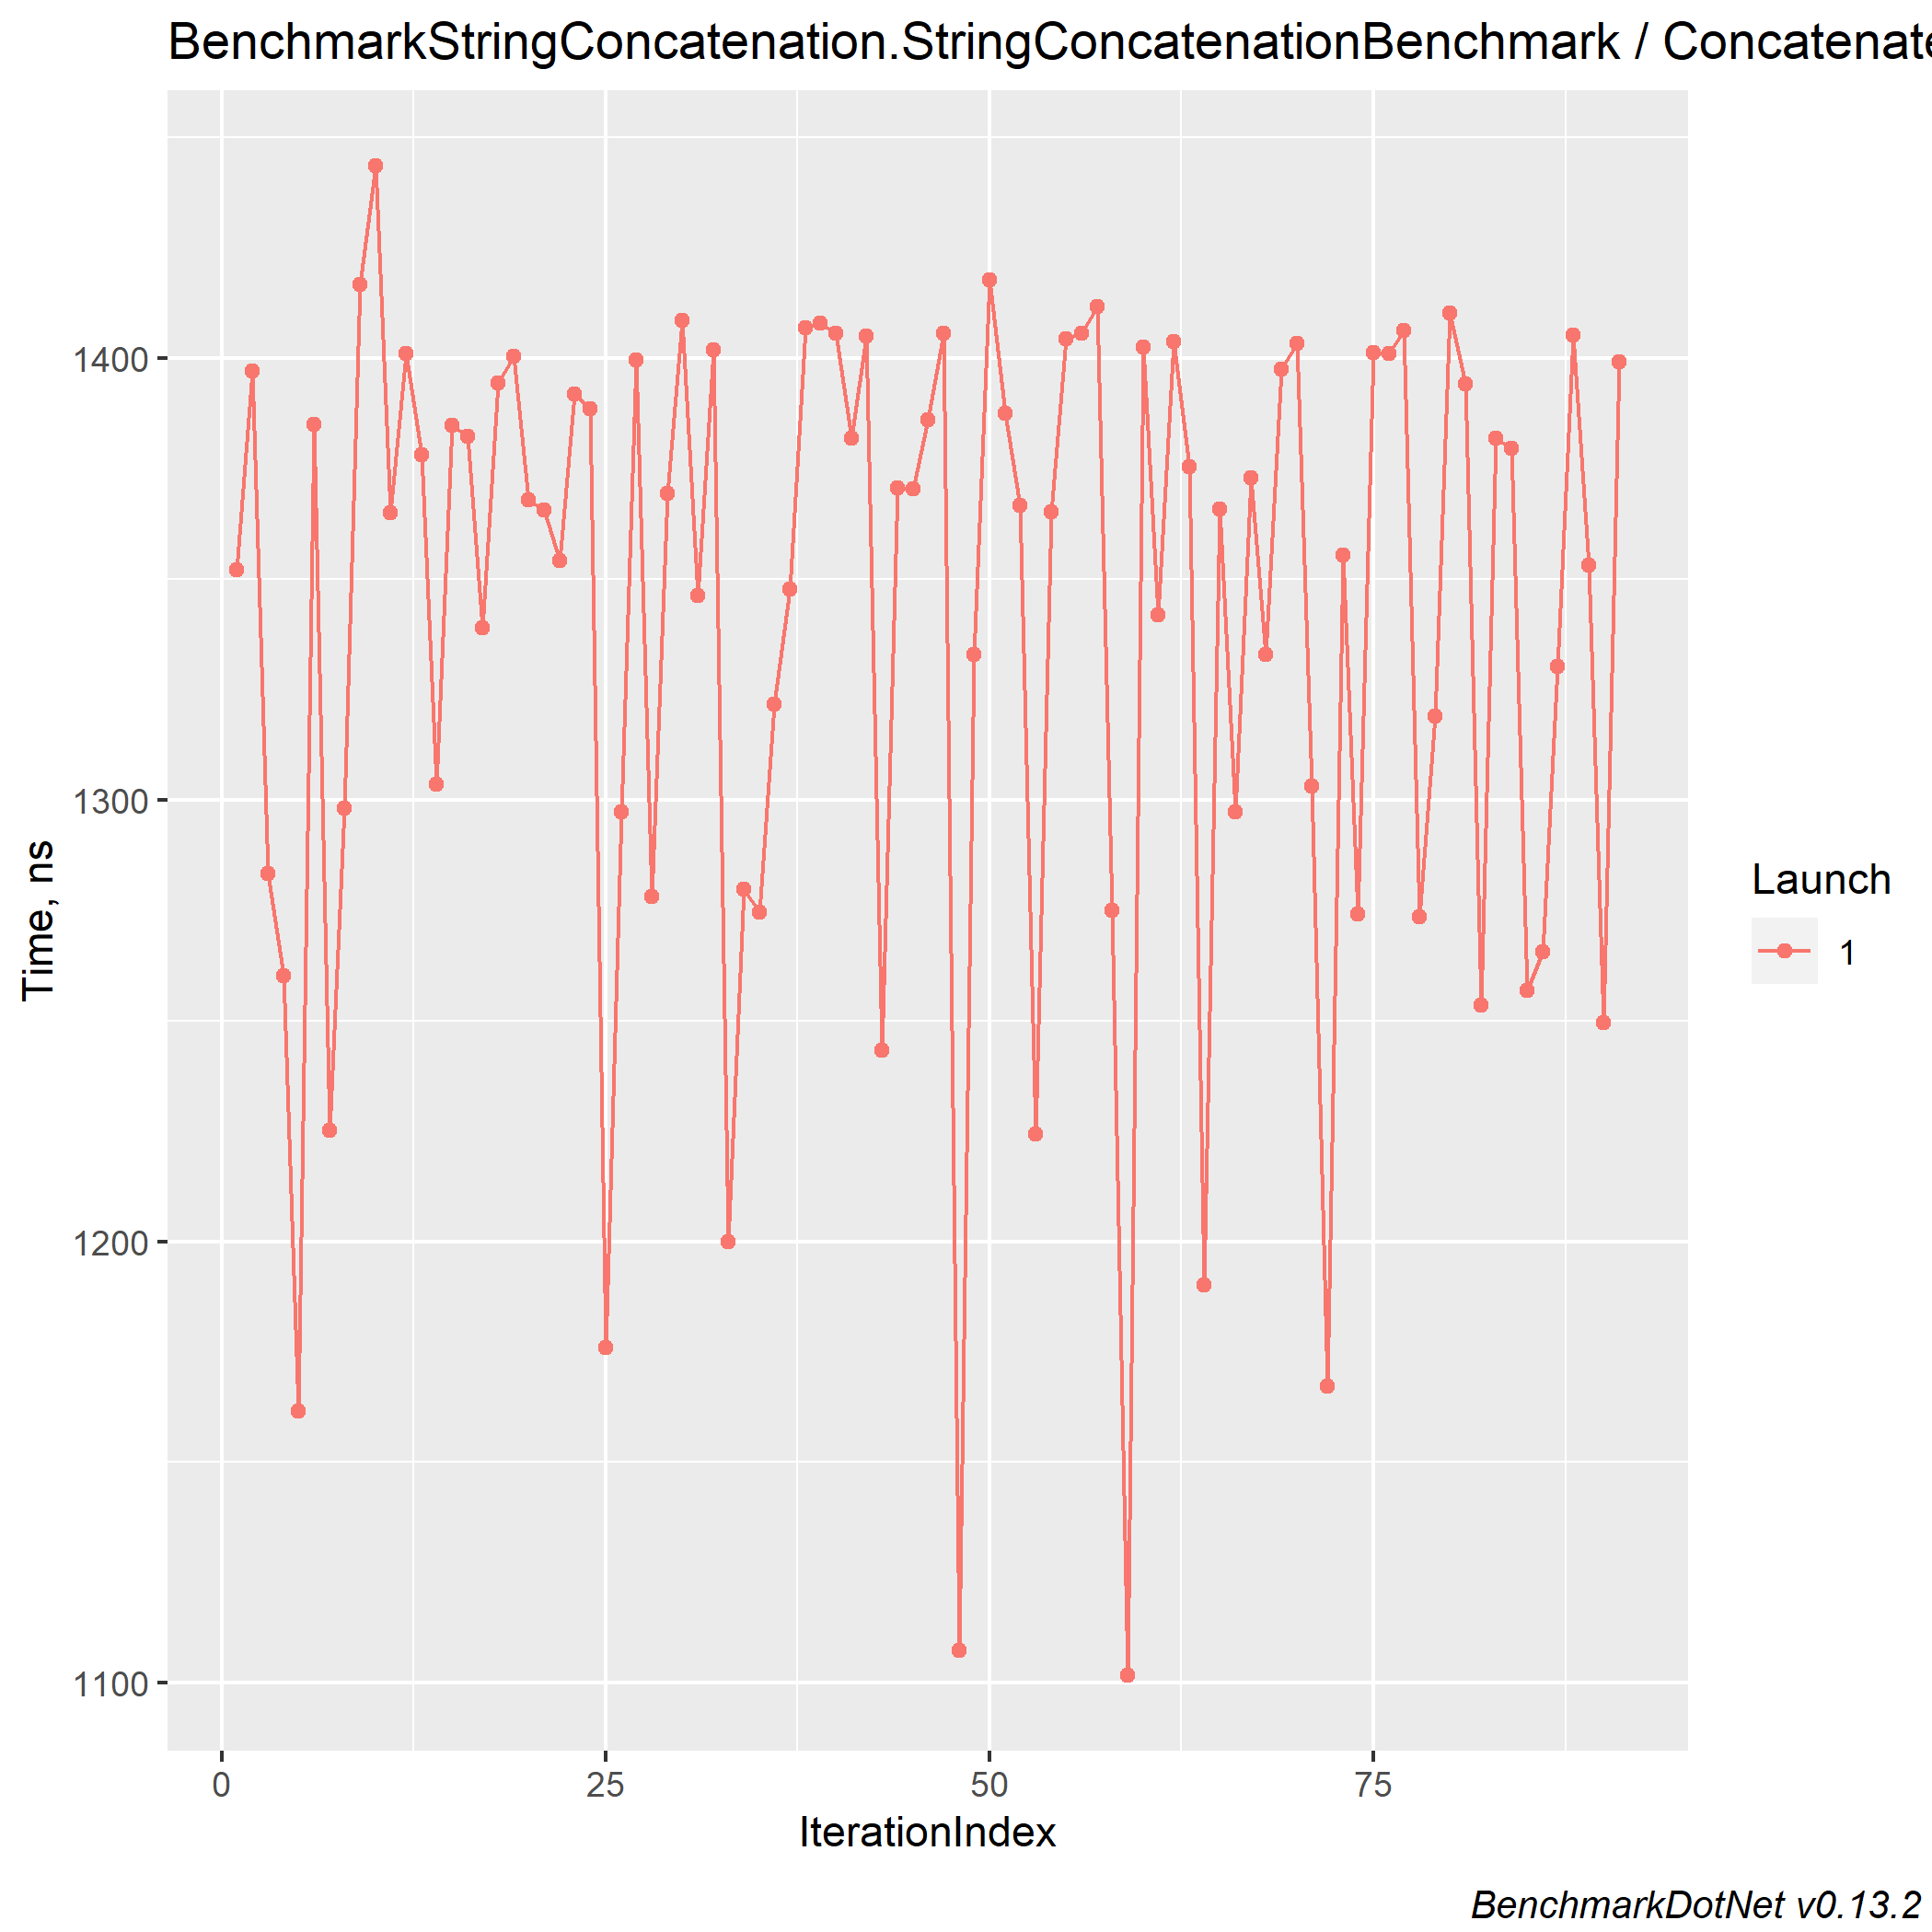 BenchmarkStringConcatenation.StringConcatenationBenchmark / Concatenate
1400
1300
1200
1100
Time, ns
0 25 50 75
IterationIndex
Launch
1
BenchmarkDotNet v0.13.2